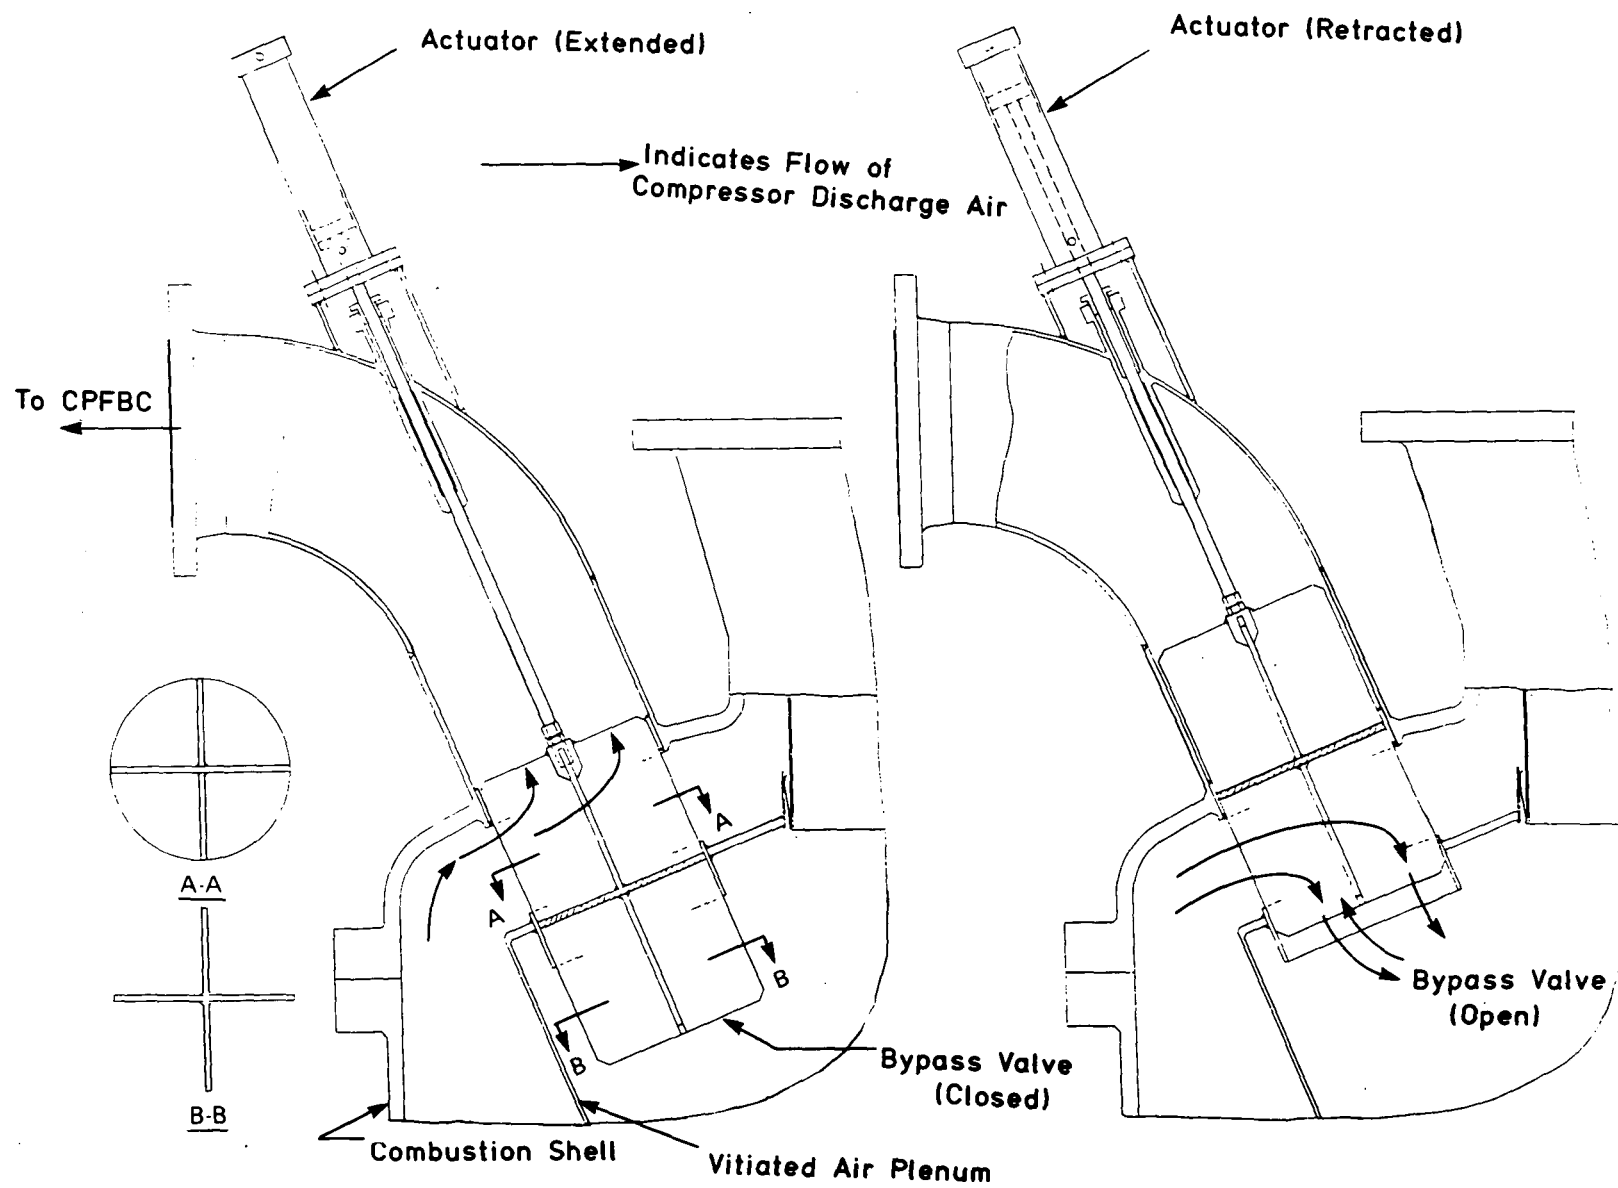 Actuator (Extended)
Actuator (Retracted)
Indicates Flow of
Compressor Discharge Air
To CPFBC
A
A
A-A
B
B
B-B
Bypass Valve
(Closed)
Bypass Valve
(Open)
Combustion Shell
Vitiated Air Plenum